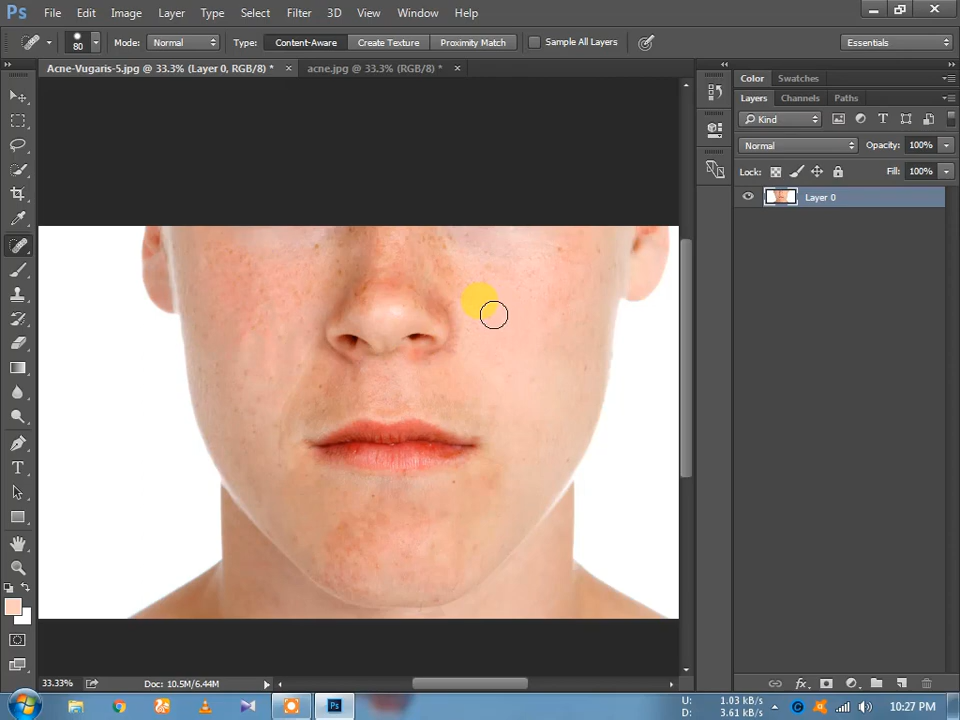 Ps File Edit Image Layer Type Select Filter 3D View Window Help
80 Mode: Normal Type: Content-Aware Create Texture Proximity Match Sample All Layers Essentials
Acne-Vugaris-5.jpg @ 33.3% (Layer 0, RGB/8) * × acne.jpg @ 33.3% (RGB/8) * ×
Color Swatches
Layers Channels Paths
Kind
Normal Opacity: 100%
Lock: Fill: 100%
Layer 0
33.33% Doc: 10.5M/6.44M
U: 1.03 kB/s
D: 3.61 kB/s
10:27 PM